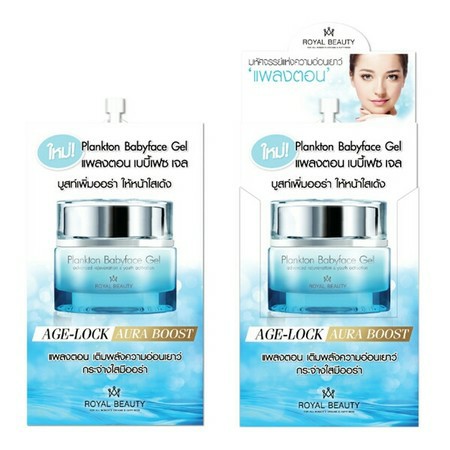 ใหม่!
Plankton Babyface Gel
แพลงตอน เบบี้เฟซ เจล
บูสท์เพิ่มออร่า ให้หน้าใสเด้ง
Plankton Babyface Gel
ROYAL BEAUTY
AGE-LOCK AURA BOOST
แพลงตอน เติมพลังความอ่อนเยาว์
กระจ่างใสมีออร่า
ROYAL BEAUTY
ROYAL BEAUTY
มหัศจรรย์แห่งความอ่อนเยาว์
'แพลงตอน'
ใหม่!
Plankton Babyface Gel
แพลงตอน เบบี้เฟซ เจล
บูสท์เพิ่มออร่า ให้หน้าใสเด้ง
Plankton Babyface Gel
ROYAL BEAUTY
AGE-LOCK AURA BOOST
แพลงตอน เติมพลังความอ่อนเยาว์
กระจ่างใสมีออร่า
ROYAL BEAUTY